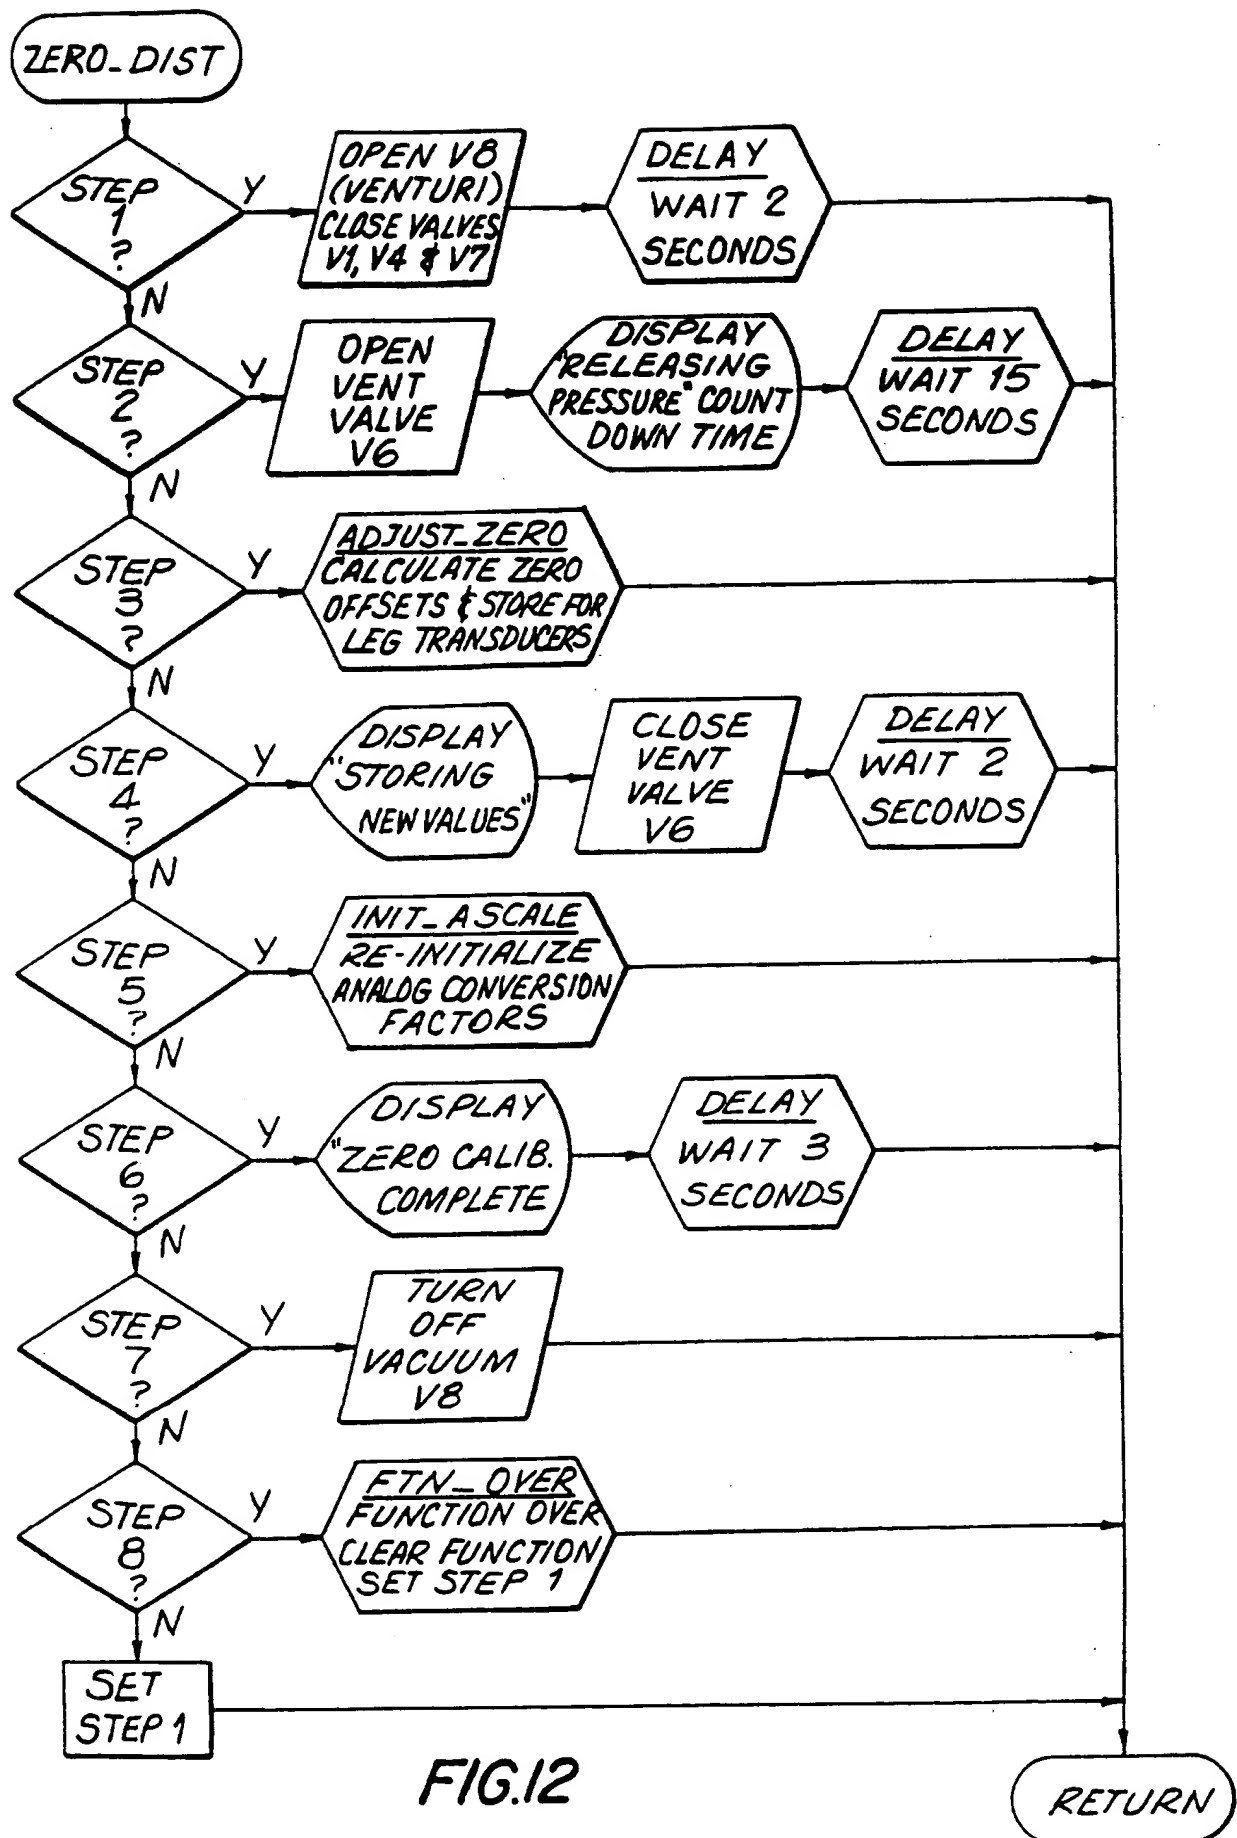 ZERO_DIST
STEP
1
?
Y
OPEN V8
(VENTURI)
CLOSE VALVES
V1, V4 & V7
DELAY
WAIT 2
SECONDS
N
STEP
2
?
Y
OPEN
VENT
VALVE
V6
DISPLAY
"RELEASING
PRESSURE" COUNT
DOWN TIME
DELAY
WAIT 15
SECONDS
N
STEP
3
?
Y
ADJUST_ZERO
CALCULATE ZERO
OFFSETS & STORE FOR
LEG TRANSDUCERS
N
STEP
4
?
Y
DISPLAY
"STORING
NEW VALUES"
CLOSE
VENT
VALVE
V6
DELAY
WAIT 2
SECONDS
N
STEP
5
?
Y
INIT_ASCALE
RE-INITIALIZE
ANALOG CONVERSION
FACTORS
N
STEP
6
?
Y
DISPLAY
"ZERO CALIB.
COMPLETE
DELAY
WAIT 3
SECONDS
N
STEP
7
?
Y
TURN
OFF
VACUUM
V8
N
STEP
8
?
Y
FTN_OVER
FUNCTION OVER
CLEAR FUNCTION
SET STEP 1
N
SET
STEP 1
FIG.12
RETURN